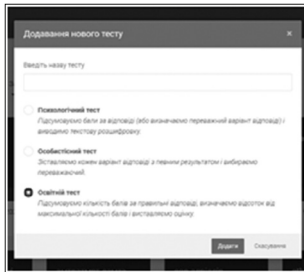 Додавання нового тесту
×
Введіть назву тесту
Психологічний тест
Підсумовуємо бали за відповіді (або визначаємо переважний варіант відповіді) і
виводимо текстову розшифровку.
Особистісний тест
Зіставляємо кожен варіант відповіді з певним результатом і вибираємо
переважаючий.
Освітній тест
Підсумовуємо кількість балів за правильні відповіді, визначаємо відсоток від
максимальної кількості балів і виставляємо оцінку.
Додати
Скасування